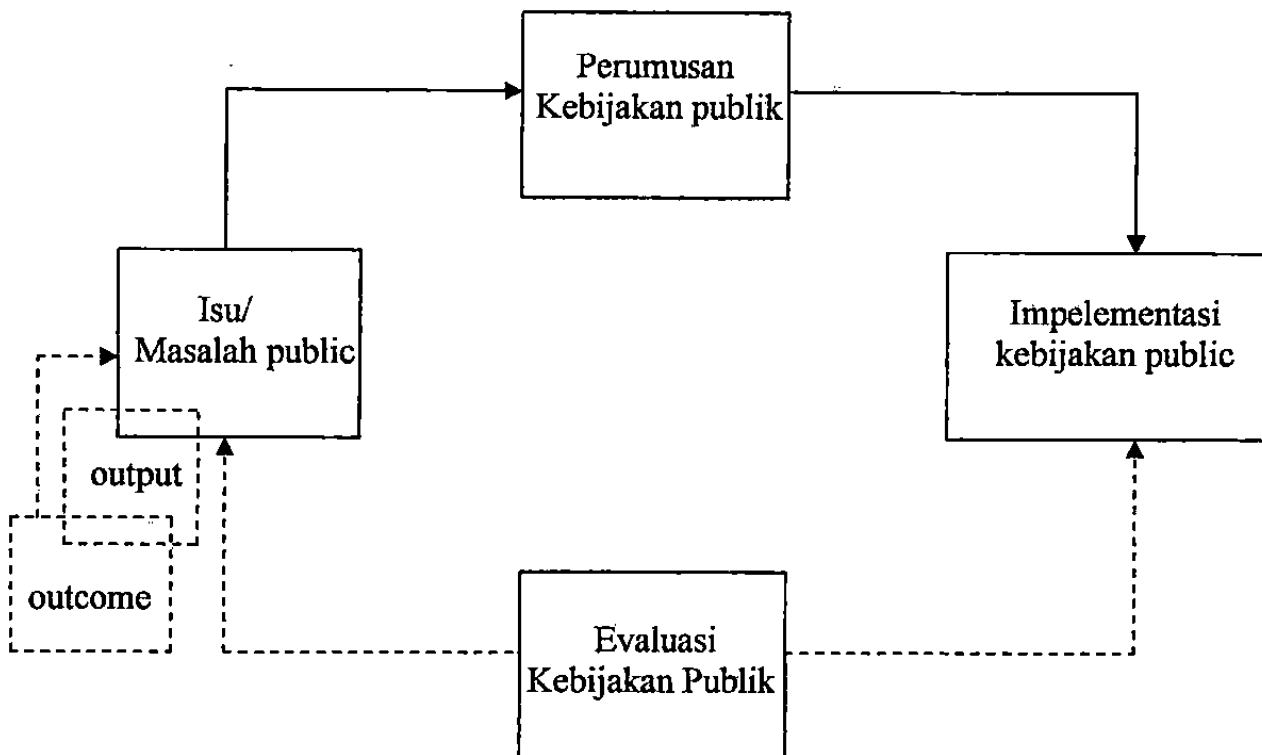 Perumusan
Kebijakan publik
Isu/
Masalah public
Impelementasi
kebijakan public
output
outcome
Evaluasi
Kebijakan Publik